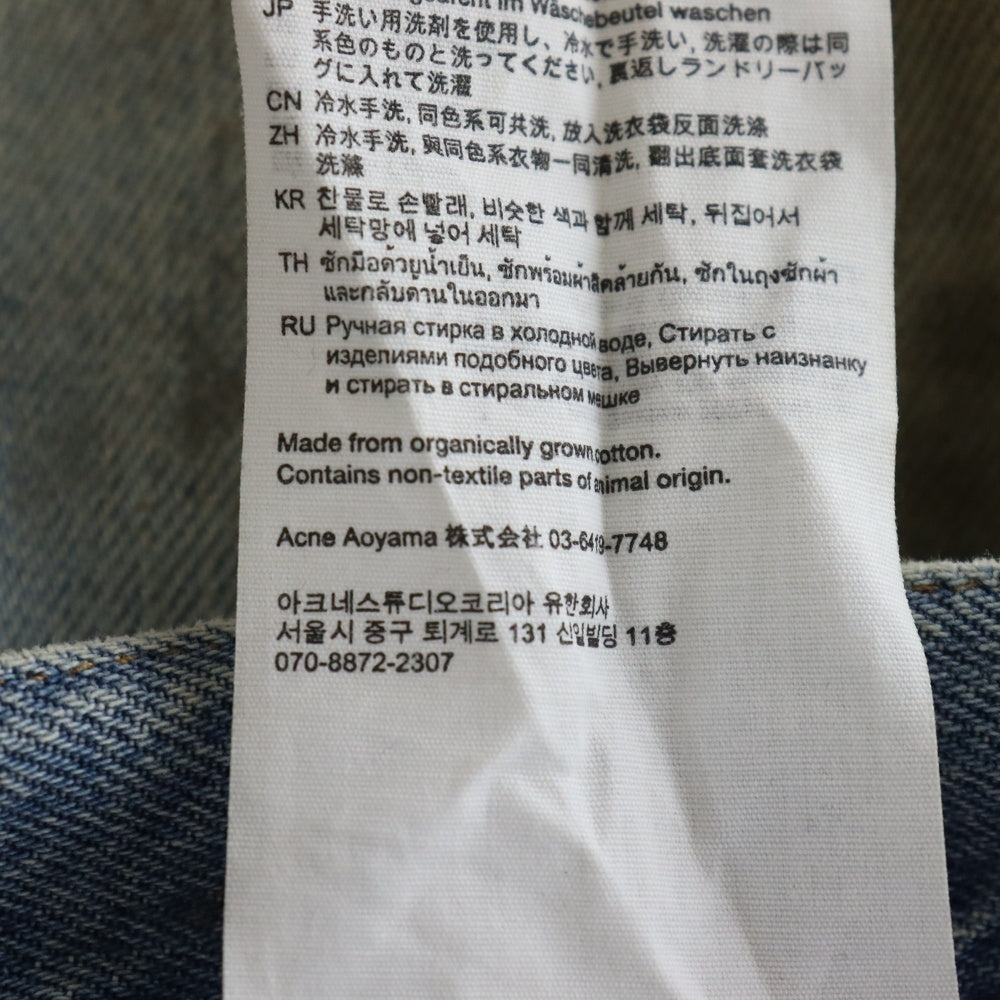 im Wäschebeutel waschen
JP 手洗い用洗剤を使用し、冷水で手洗い, 洗濯の際は同
系色のものと洗ってください, 裏返しランドリーバッ
グに入れて洗濯
CN 冷水手洗, 同色系可共洗, 放入洗衣袋反面洗涤
ZH 冷水手洗, 與同色系衣物一同清洗, 翻出底面套洗衣袋
洗滌
KR 찬물로 손빨래, 비슷한 색과 함께 세탁, 뒤집어서
세탁망에 넣어 세탁
TH ซักมือด้วยน้ำเย็น, ซักพร้อมผ้าสีคล้ายกัน, ซักในถุงซักผ้า
และกลับด้านในออกมา
RU Ручная стирка в холодной воде, Стирать с
изделиями подобного цвета, Вывернуть наизнанку
и стирать в стиральном мешке
Made from organically grown cotton.
Contains non-textile parts of animal origin.
Acne Aoyama 株式会社 03-6419-7748
아크네스튜디오코리아 유한회사
서울시 중구 퇴계로 131 신일빌딩 11층
070-8872-2307